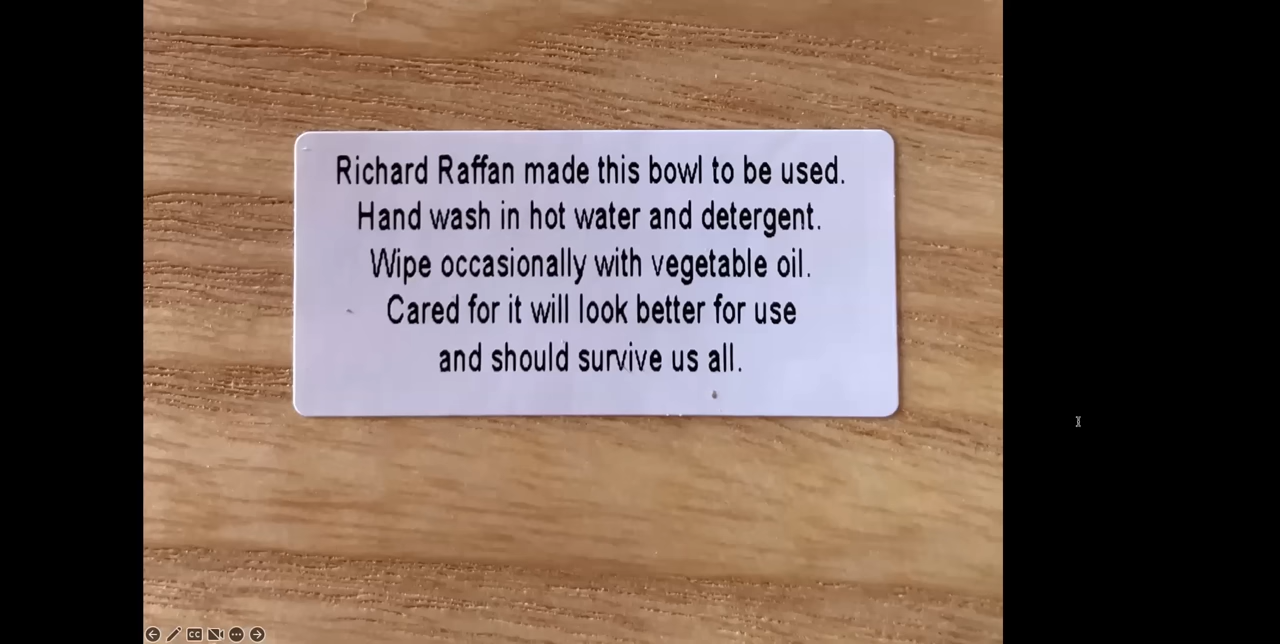 Richard Raffan made this bowl to be used.
Hand wash in hot water and detergent.
Wipe occasionally with vegetable oil.
Cared for it will look better for use
and should survive us all.
CC